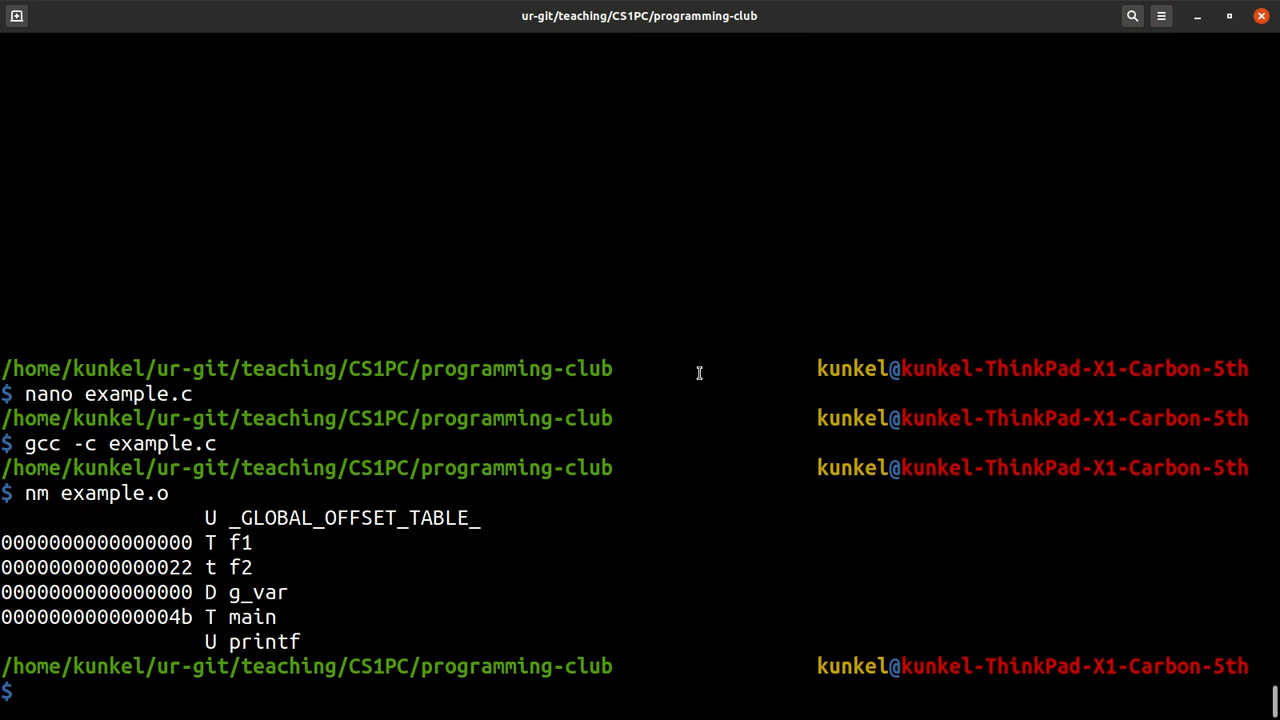 ur-git/teaching/CS1PC/programming-club
/home/kunkel/ur-git/teaching/CS1PC/programming-club kunkel@kunkel-ThinkPad-X1-Carbon-5th
$ nano example.c
/home/kunkel/ur-git/teaching/CS1PC/programming-club kunkel@kunkel-ThinkPad-X1-Carbon-5th
$ gcc -c example.c
/home/kunkel/ur-git/teaching/CS1PC/programming-club kunkel@kunkel-ThinkPad-X1-Carbon-5th
$ nm example.o
U _GLOBAL_OFFSET_TABLE_
0000000000000000 T f1
0000000000000022 t f2
0000000000000000 D g_var
000000000000004b T main
U printf
/home/kunkel/ur-git/teaching/CS1PC/programming-club kunkel@kunkel-ThinkPad-X1-Carbon-5th
$